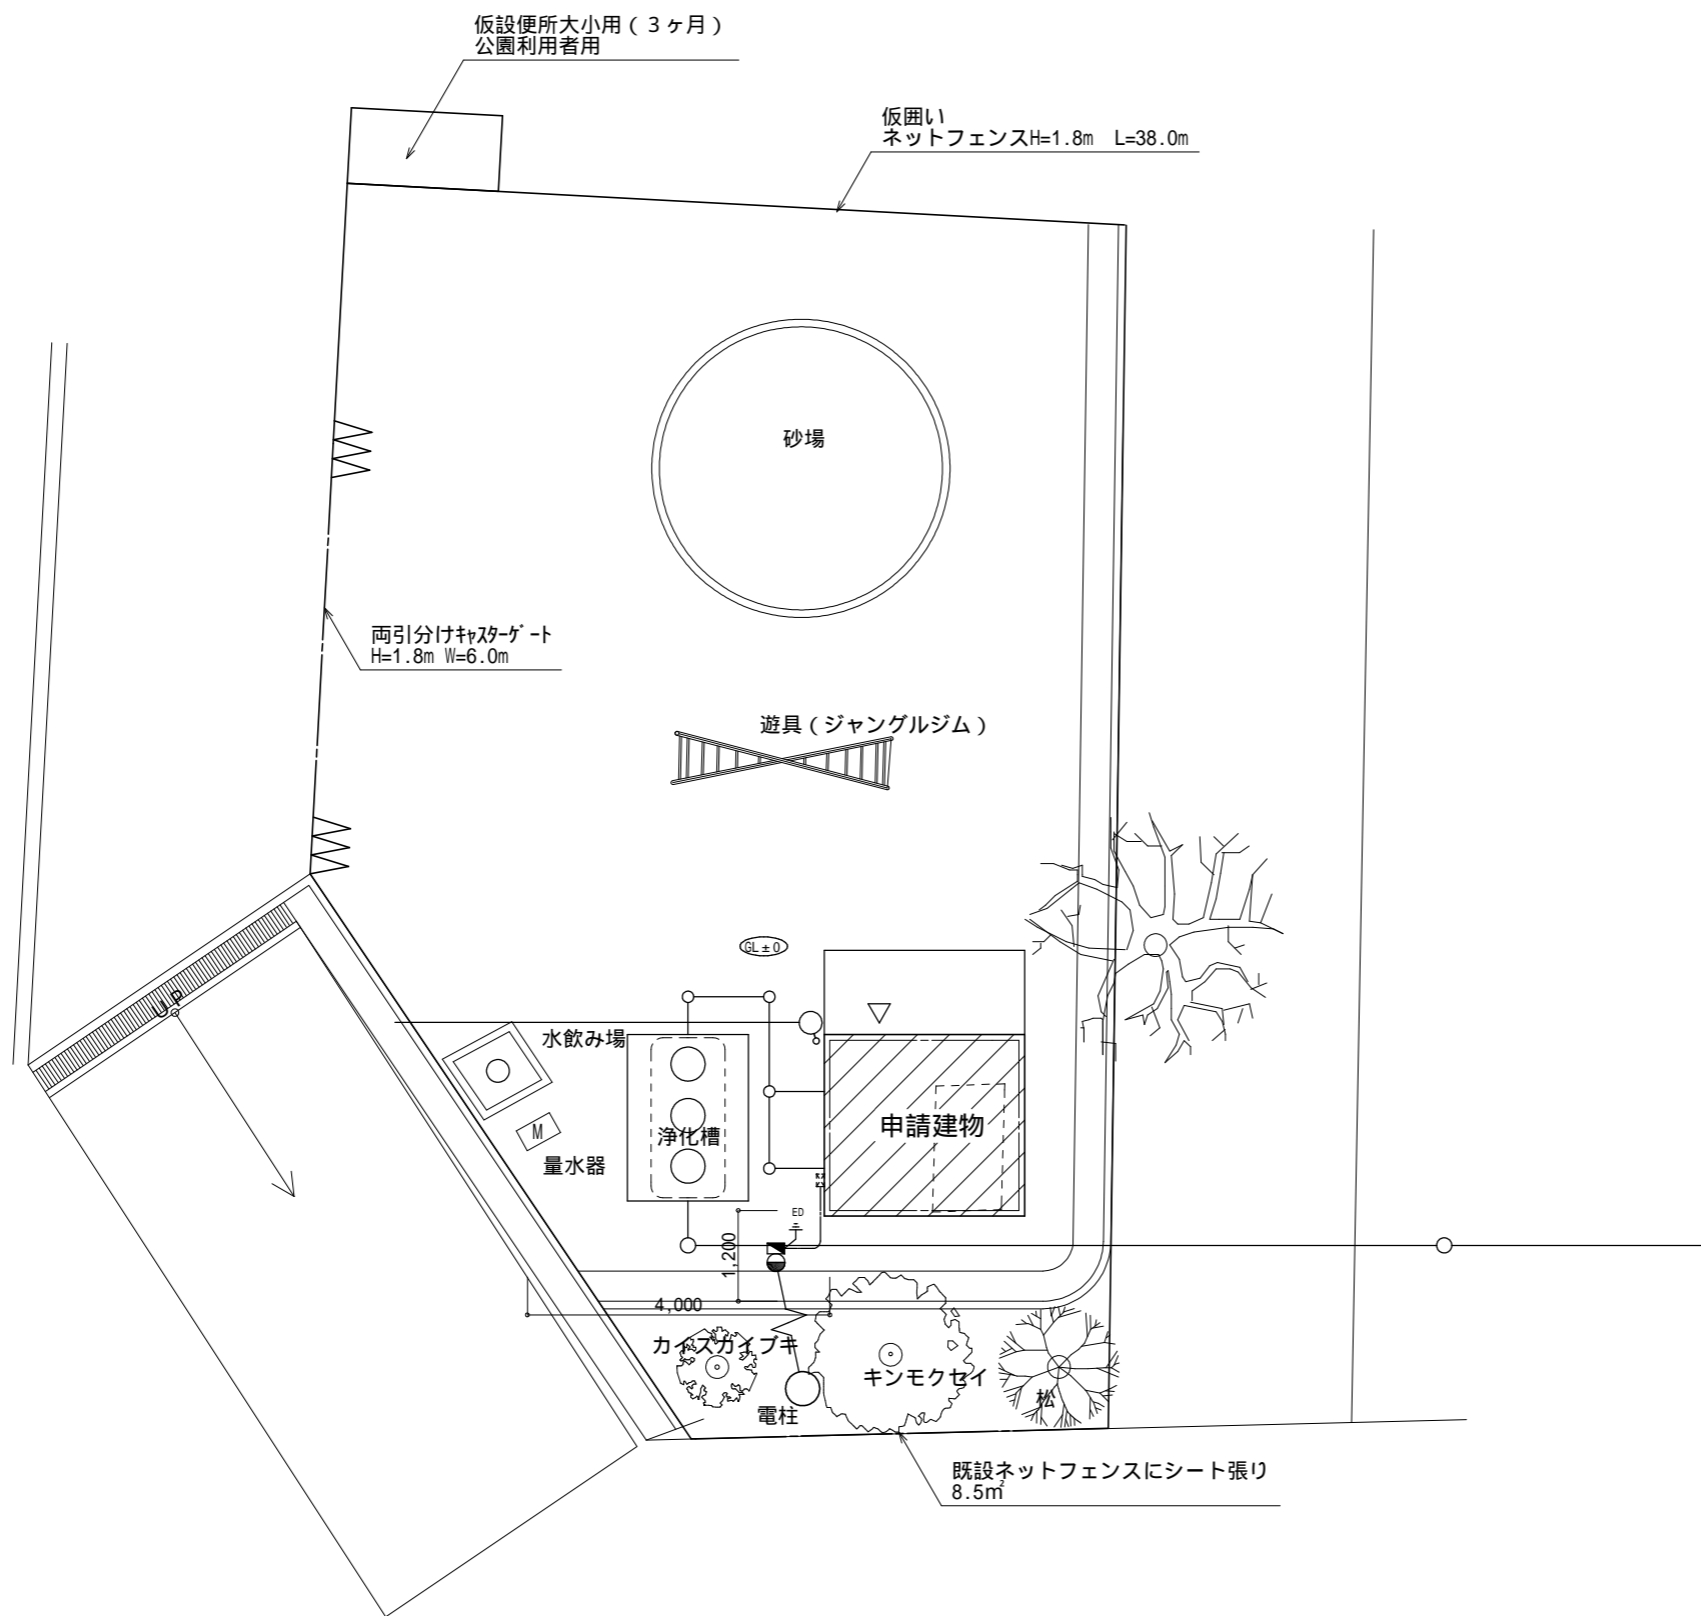 仮設便所大小用(3ヶ月)
公園利用者用
仮囲い
ネットフェンスH=1.8m L=38.0m
砂場
両引分けｷｬｽﾀｰｹﾞｰﾄ
H=1.8m W=6.0m
遊具(ジャングルジム)
GL±0
UP
水飲み場
M
量水器
浄化槽
申請建物
ED
1,200
4,000
カイズカイブキ
キンモクセイ
松
電柱
既設ネットフェンスにシート張り
8.5㎡